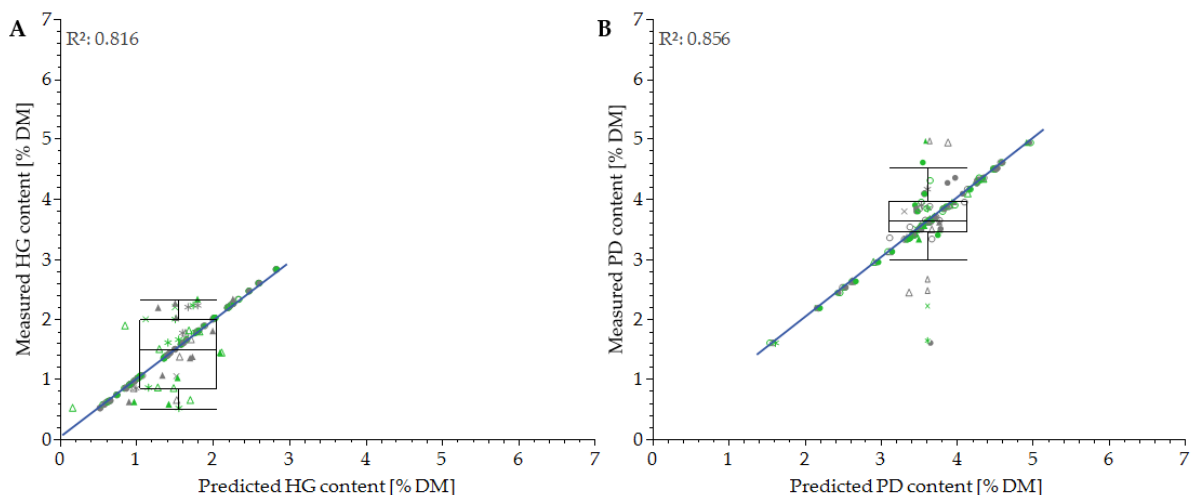 A
R²: 0.816
7
6
5
4
3
2
1
0
Measured HG content [% DM]
0 1 2 3 4 5 6 7
Predicted HG content [% DM]
B
R²: 0.856
7
6
5
4
3
2
1
0
Measured PD content [% DM]
0 1 2 3 4 5 6 7
Predicted PD content [% DM]